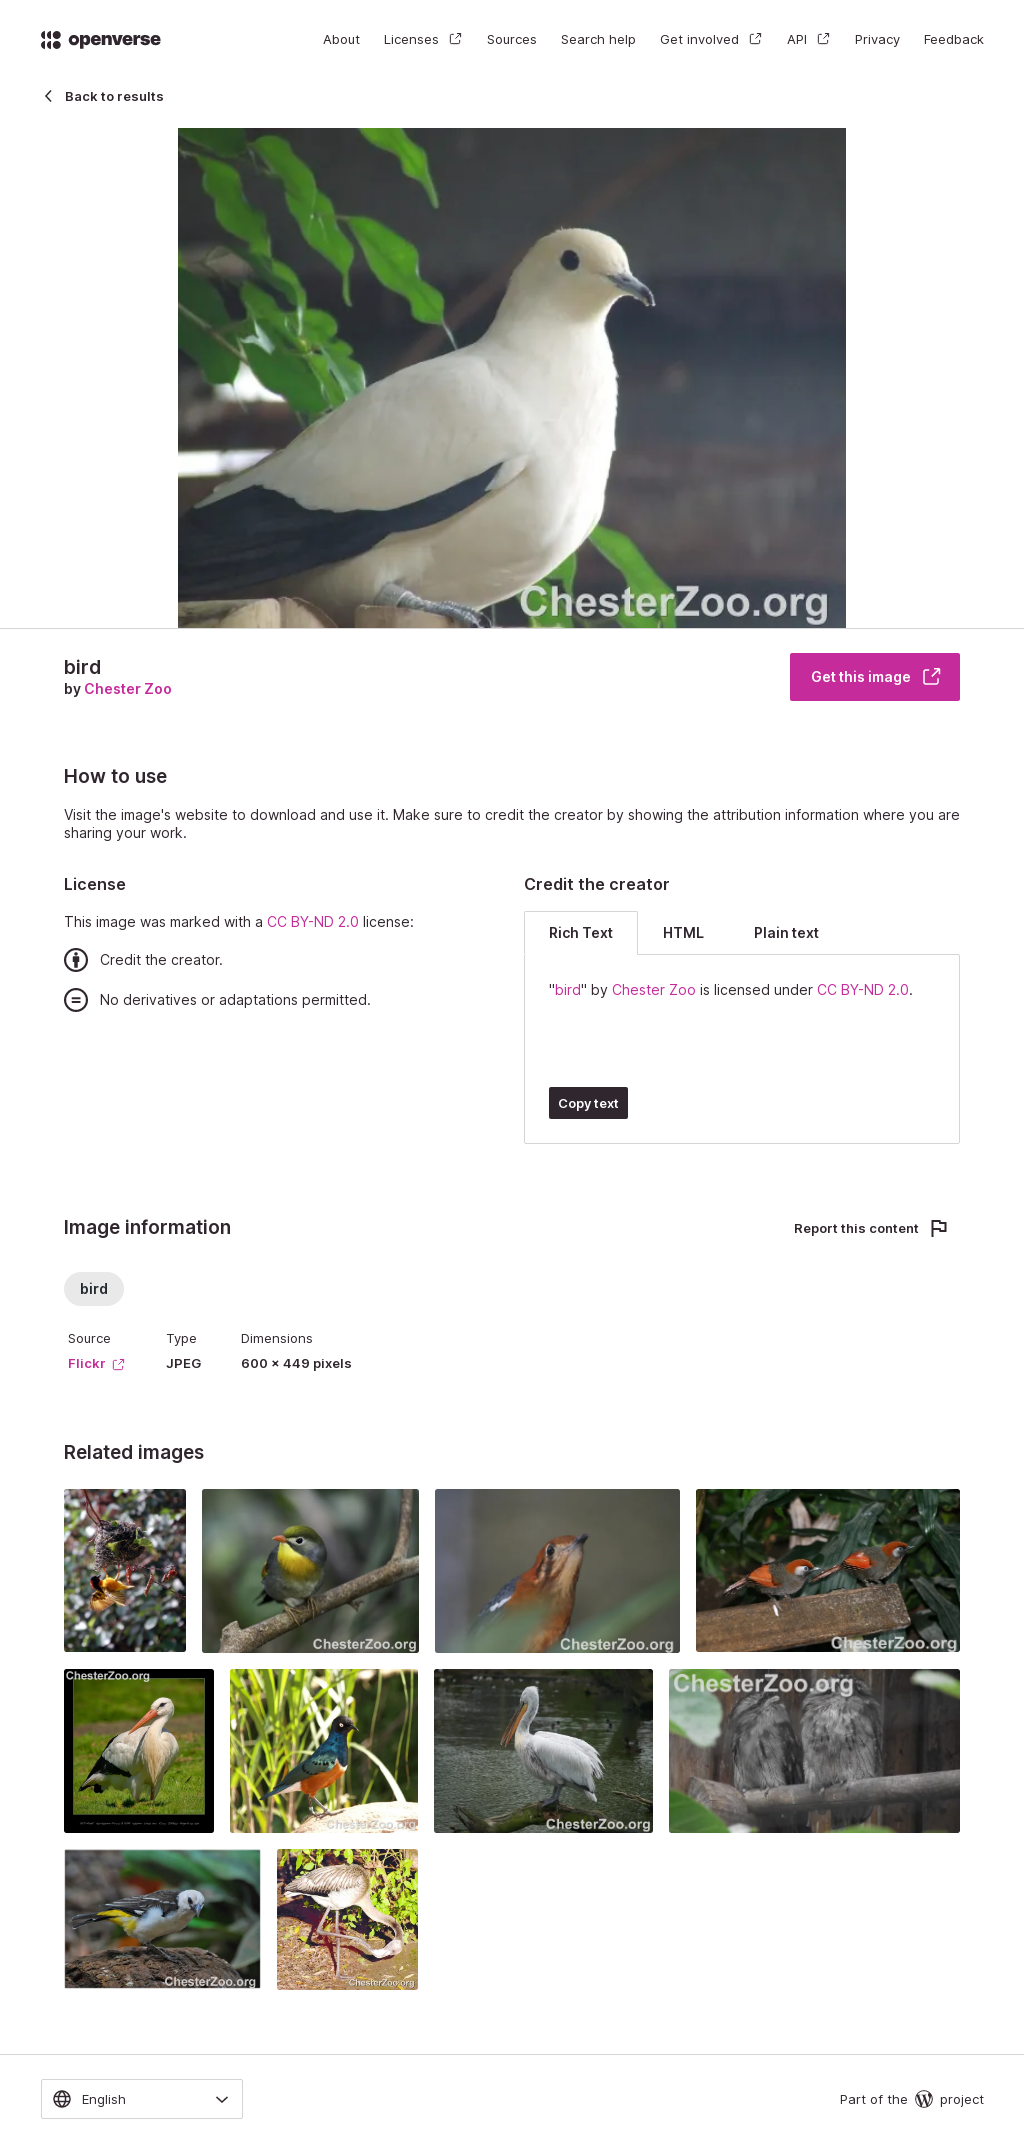 openverse
About
Licenses
Sources
Search help
Get involved
API
Privacy
Feedback
Back to results
ChesterZoo.org
bird
by Chester Zoo
Get this image
How to use
Visit the image's website to download and use it. Make sure to credit the creator by showing the attribution information where you are
sharing your work.
License
This image was marked with a CC BY-ND 2.0 license:
Credit the creator.
No derivatives or adaptations permitted.
Credit the creator
Rich Text
HTML
Plain text
"bird" by Chester Zoo is licensed under CC BY-ND 2.0.
Copy text
Image information
Report this content
bird
Source
Type
Dimensions
Flickr
JPEG
600 × 449 pixels
Related images
ChesterZoo.org
ChesterZoo.org
ChesterZoo.org
ChesterZoo.org
ChesterZoo.org
ChesterZoo.org
ChesterZoo.org
ChesterZoo.org
ChesterZoo.org
English
Part of the
project